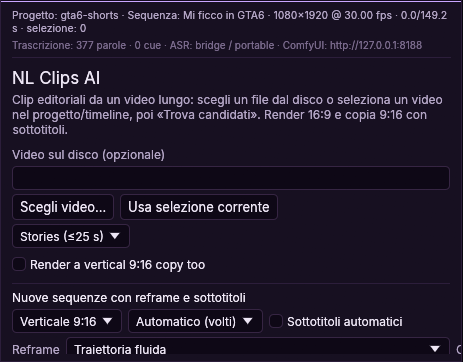 Progetto: gta6-shorts · Sequenza: Mi ficco in GTA6 · 1080×1920 @ 30.00 fps · 0.0/149.2
s · selezione: 0
Trascrizione: 377 parole · 0 cue · ASR: bridge / portable · ComfyUI: http://127.0.0.1:8188
NL Clips AI
Clip editoriali da un video lungo: scegli un file dal disco o seleziona un video
nel progetto/timeline, poi «Trova candidati». Render 16:9 e copia 9:16 con
sottotitoli.
Video sul disco (opzionale)
Scegli video... Usa selezione corrente
Stories (≤25 s)
Render a vertical 9:16 copy too
Nuove sequenze con reframe e sottotitoli
Verticale 9:16 Automatico (volti) Sottotitoli automatici
Reframe Traiettoria fluida